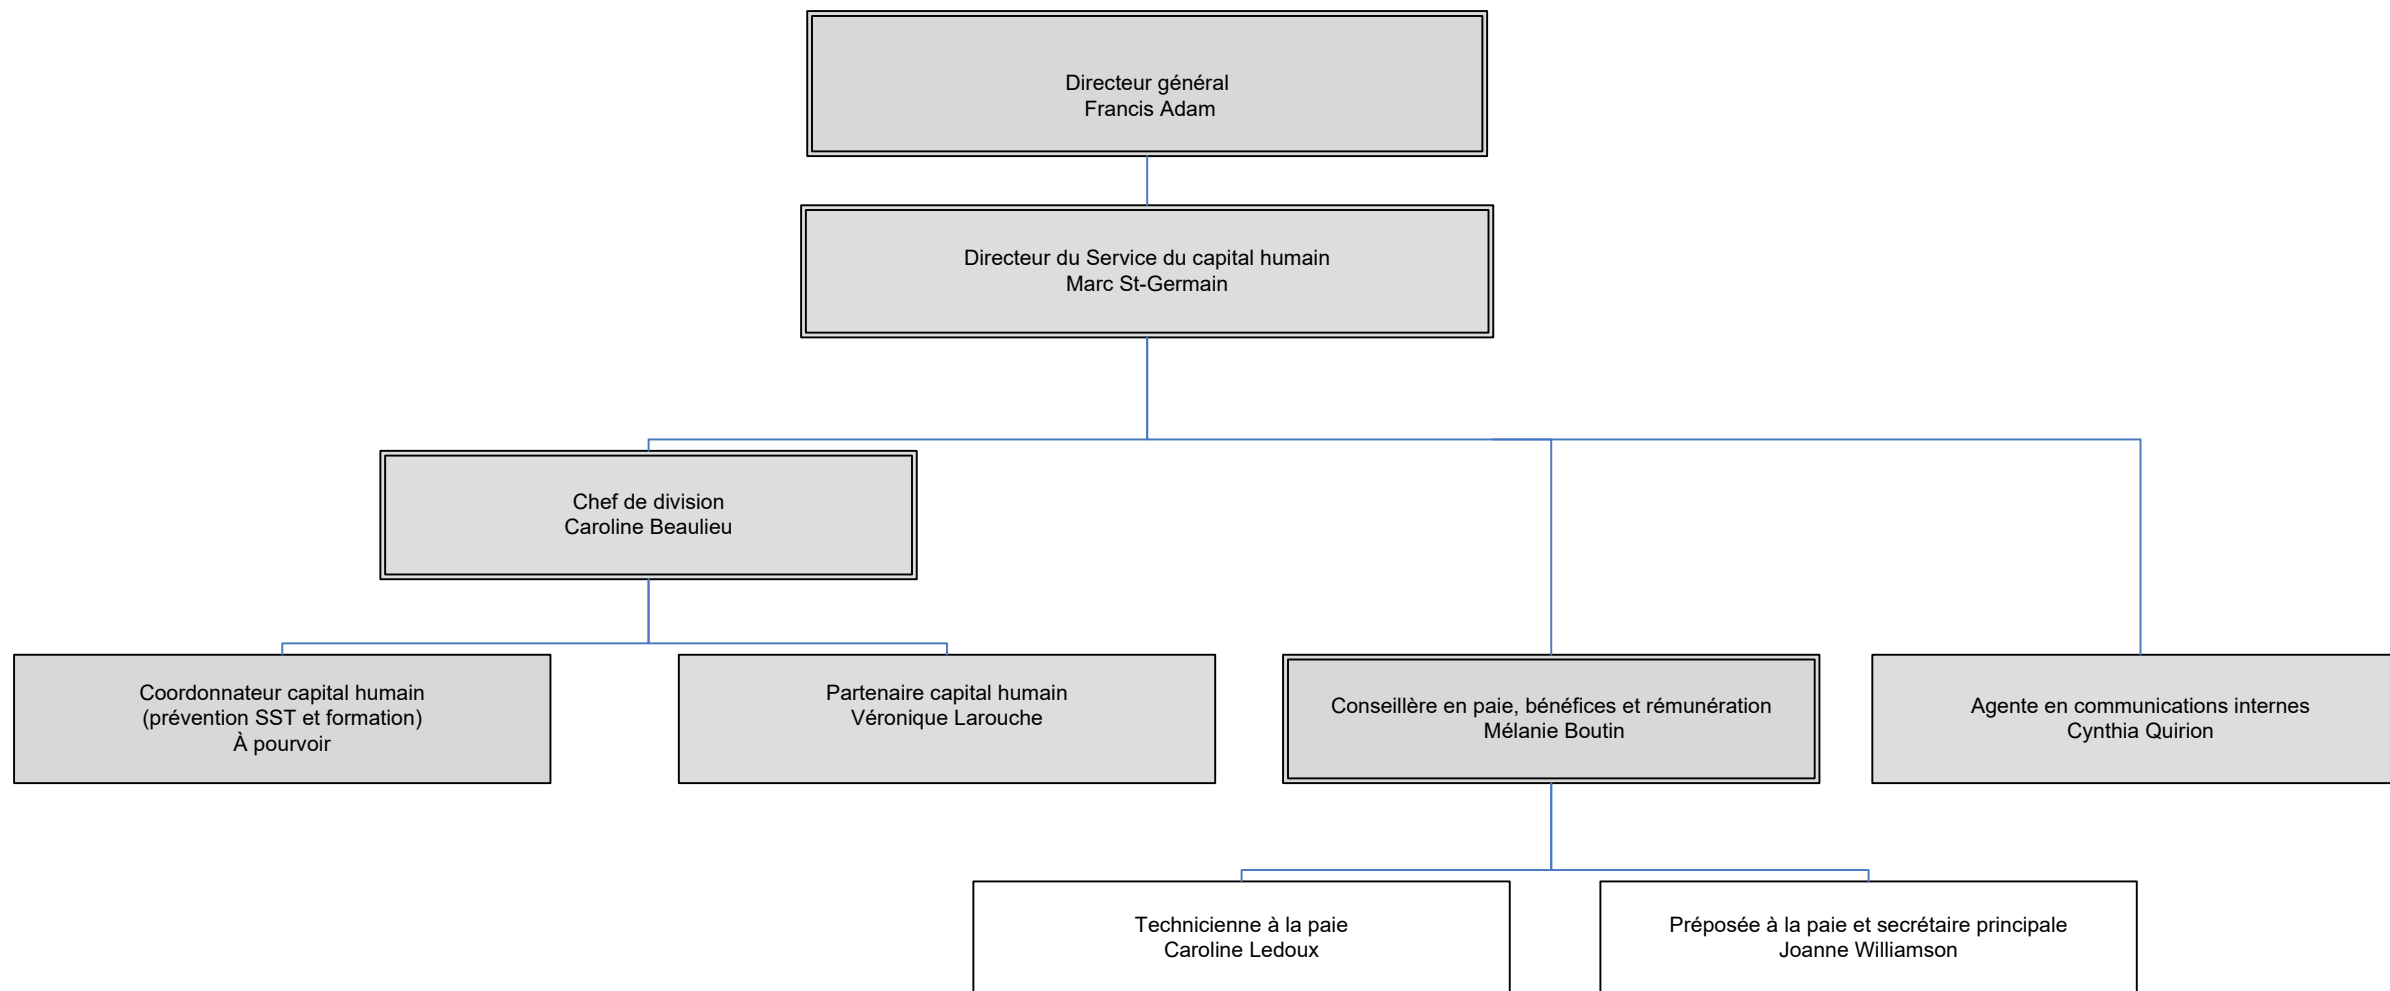 Directeur général
Francis Adam
Directeur du Service du capital humain
Marc St-Germain
Chef de division
Caroline Beaulieu
Coordonnateur capital humain
(prévention SST et formation)
À pourvoir
Partenaire capital humain
Véronique Larouche
Conseillère en paie, bénéfices et rémunération
Mélanie Boutin
Agente en communications internes
Cynthia Quirion
Technicienne à la paie
Caroline Ledoux
Préposée à la paie et secrétaire principale
Joanne Williamson